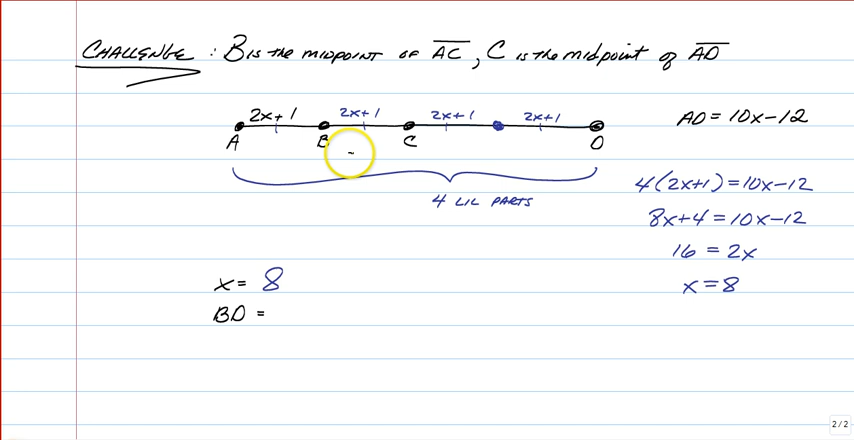 CHALLENGE : B is the midpoint of AC, C is the midpoint of AD
2x+1 2x+1 2x+1 2x+1
A B C D
AD = 10x-12
4 LIL PARTS
4(2x+1) = 10x-12
8x+4 = 10x-12
16 = 2x
x = 8
x = 8
BD =
2/2